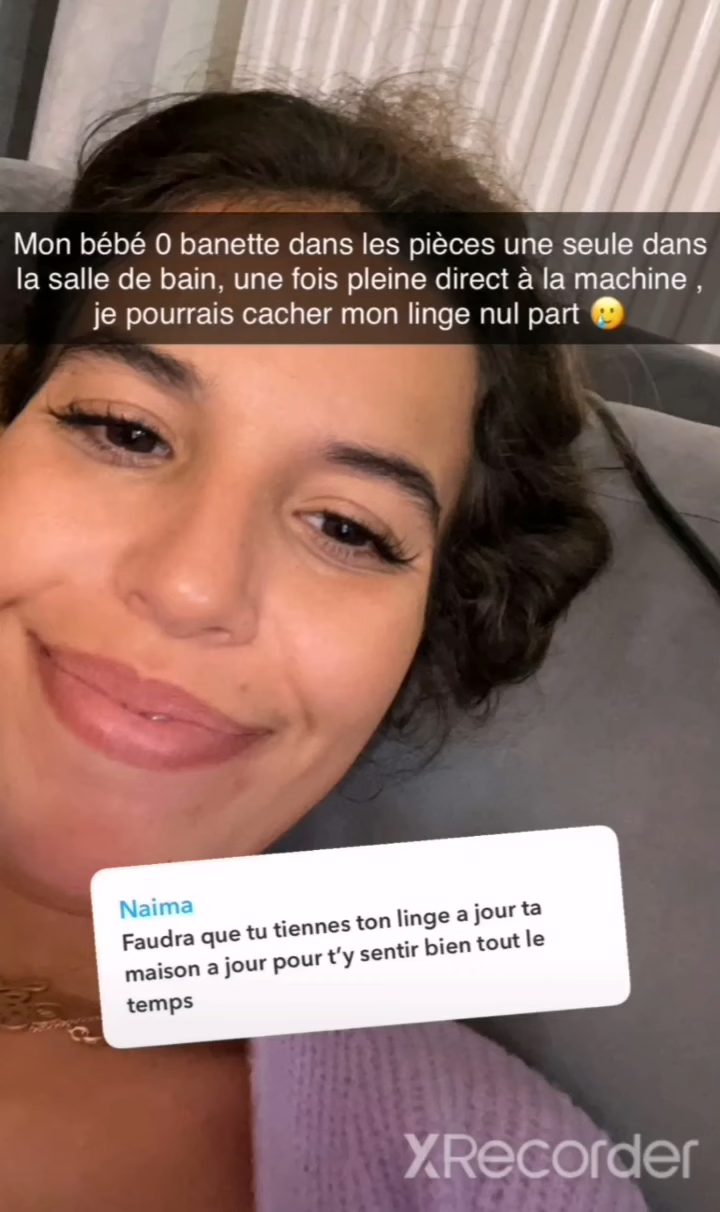 Mon bébé 0 banette dans les pièces une seule dans
la salle de bain, une fois pleine direct à la machine ,
je pourrais cacher mon linge nul part 🥲
Naima
Faudra que tu tiennes ton linge a jour ta
maison a jour pour t’y sentir bien tout le
temps
XRecorder